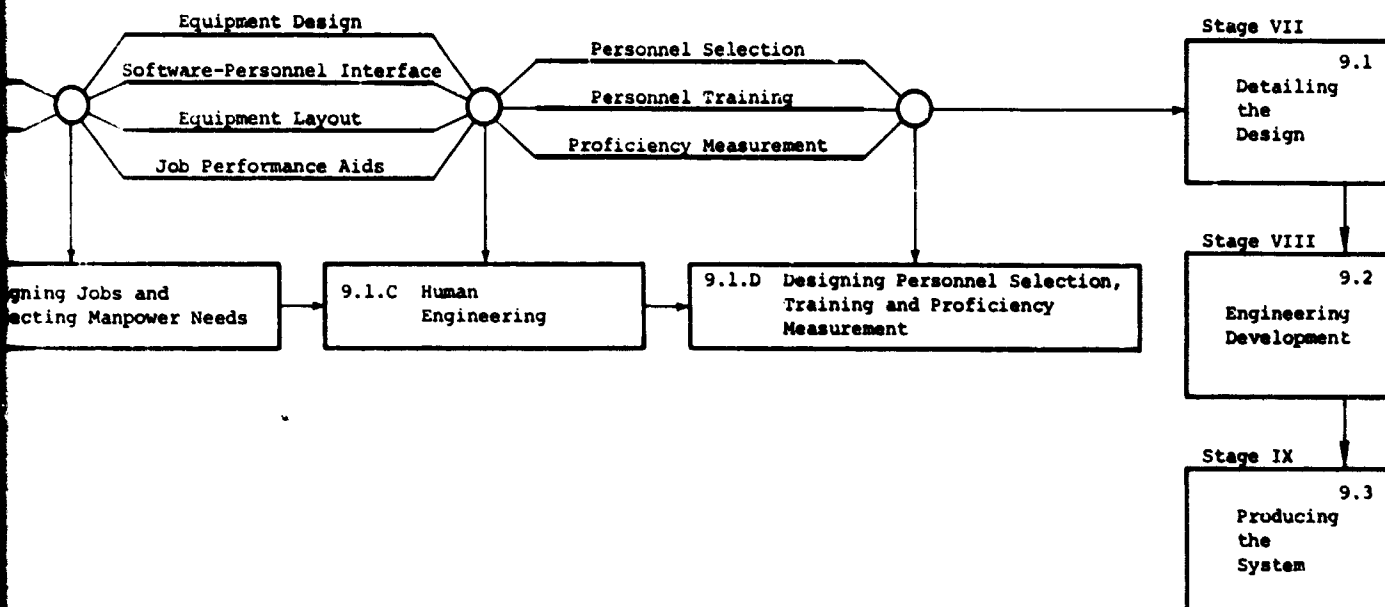 Equipment Design
Software-Personnel Interface
Equipment Layout
Job Performance Aids
Personnel Selection
Personnel Training
Proficiency Measurement
Jobs and
Manpower Needs
9.1.C Human
Engineering
9.1.D Designing Personnel Selection,
Training and Proficiency
Measurement
Stage VII
9.1
Detailing
the
Design
Stage VIII
9.2
Engineering
Development
Stage IX
9.3
Producing
the
System